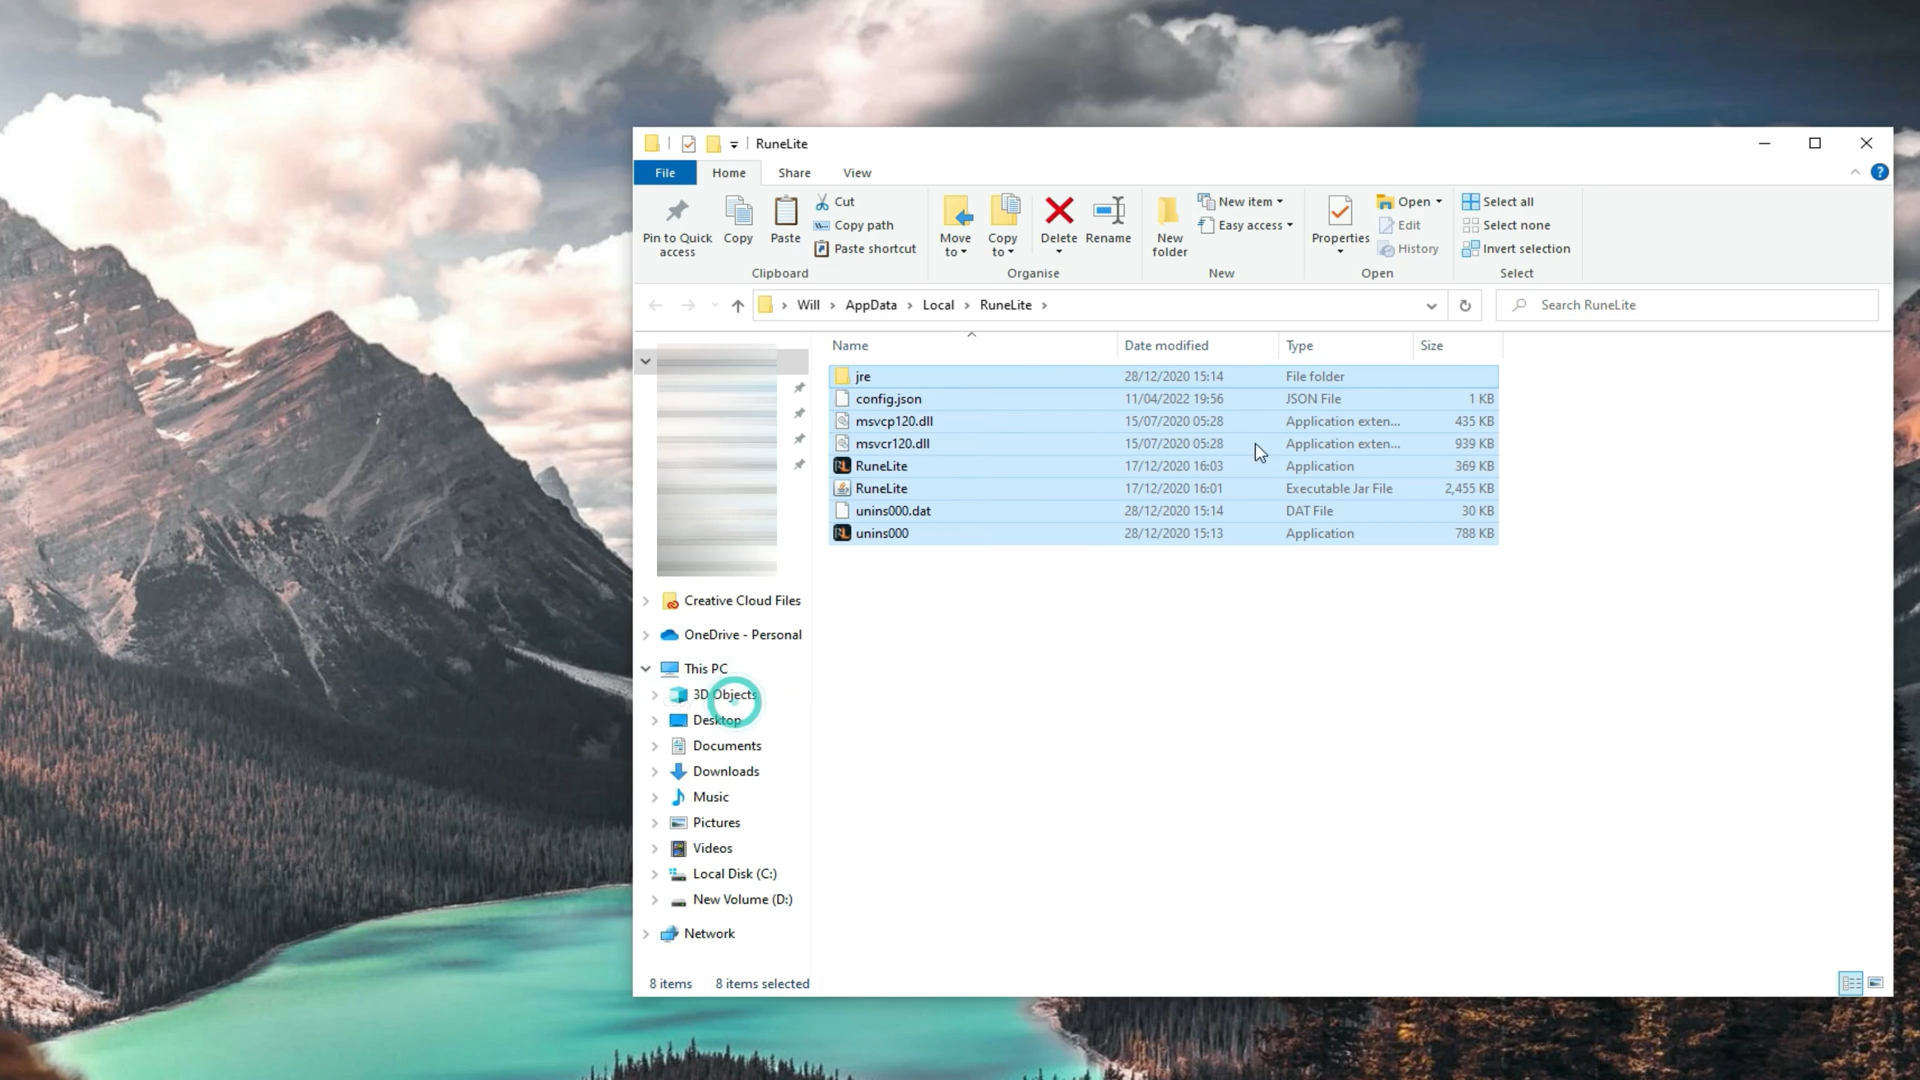 RuneLite
File Home Share View
Pin to Quick access
Copy
Paste
Cut
Copy path
Paste shortcut
Clipboard
Move to
Copy to
Delete
Rename
Organise
New folder
New item
Easy access
New
Properties
Open
Edit
History
Open
Select all
Select none
Invert selection
Select
Will AppData Local RuneLite
Search RuneLite
Name Date modified Type Size
jre 28/12/2020 15:14 File folder
config.json 11/04/2022 19:56 JSON File 1 KB
msvcp120.dll 15/07/2020 05:28 Application exten... 435 KB
msvcr120.dll 15/07/2020 05:28 Application exten... 939 KB
RuneLite 17/12/2020 16:03 Application 369 KB
RuneLite 17/12/2020 16:01 Executable Jar File 2,455 KB
unins000.dat 28/12/2020 15:14 DAT File 30 KB
unins000 28/12/2020 15:13 Application 788 KB
Creative Cloud Files
OneDrive - Personal
This PC
3D Objects
Desktop
Documents
Downloads
Music
Pictures
Videos
Local Disk (C:)
New Volume (D:)
Network
8 items 8 items selected